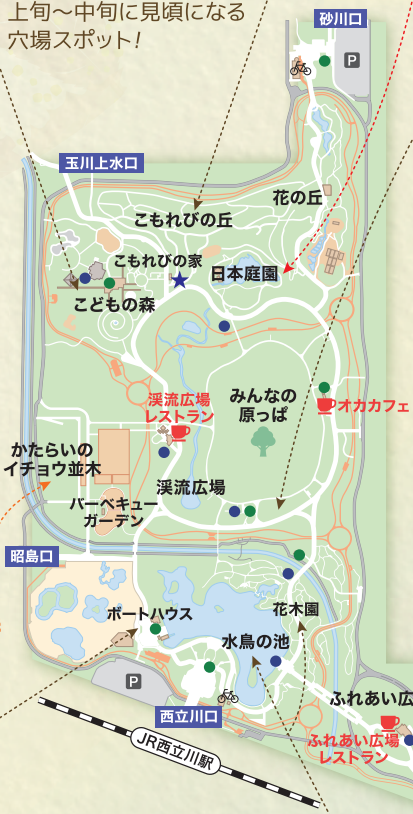 上旬〜中旬に見頃になる
穴場スポット!
砂川口
P
玉川上水口
花の丘
こもれびの丘
こもれびの家
日本庭園
こどもの森
渓流広場
レストラン
みんなの
原っぱ
オカカフェ
かたらいの
イチョウ並木
渓流広場
バーベキュー
ガーデン
昭島口
ボートハウス
花木園
水鳥の池
P
西立川口
ふれあい広
JR西立川駅
ふれあい広場
レストラン